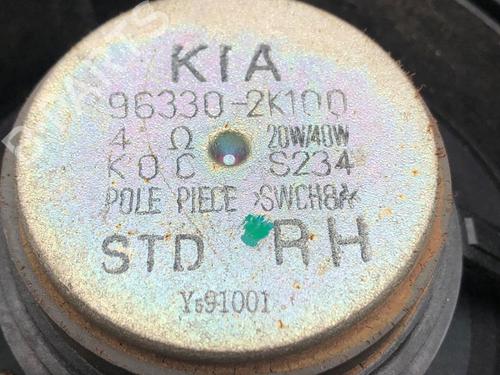 KIA
96330-2K100
4 Ω 20W/40W
KOC S234
POLE PIECE >SWCH8A<
STD RH
Y591001